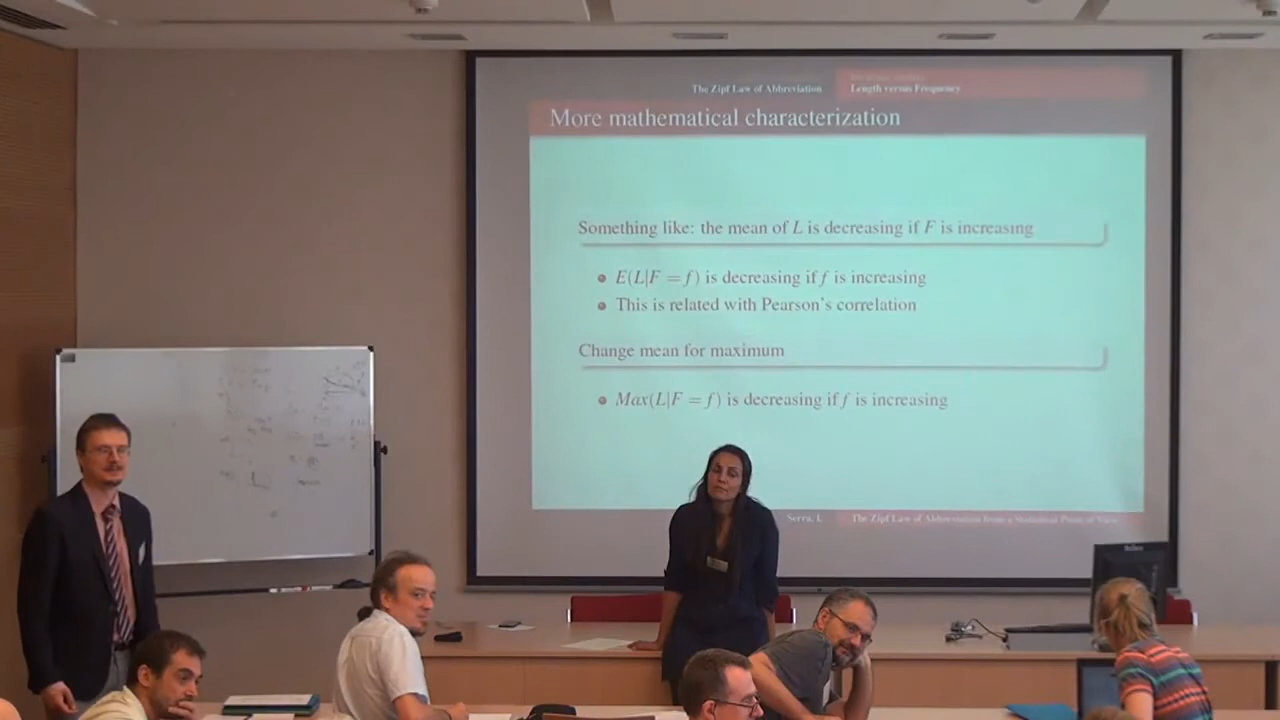 The Zipf Law of Abbreviation
Length versus Frequency
More mathematical characterization
Something like: the mean of L is decreasing if F is increasing
E(L|F = f) is decreasing if f is increasing
This is related with Pearson's correlation
Change mean for maximum
Max(L|F = f) is decreasing if f is increasing
Serra, I.
The Zipf Law of Abbreviation from a Statistical Point of View